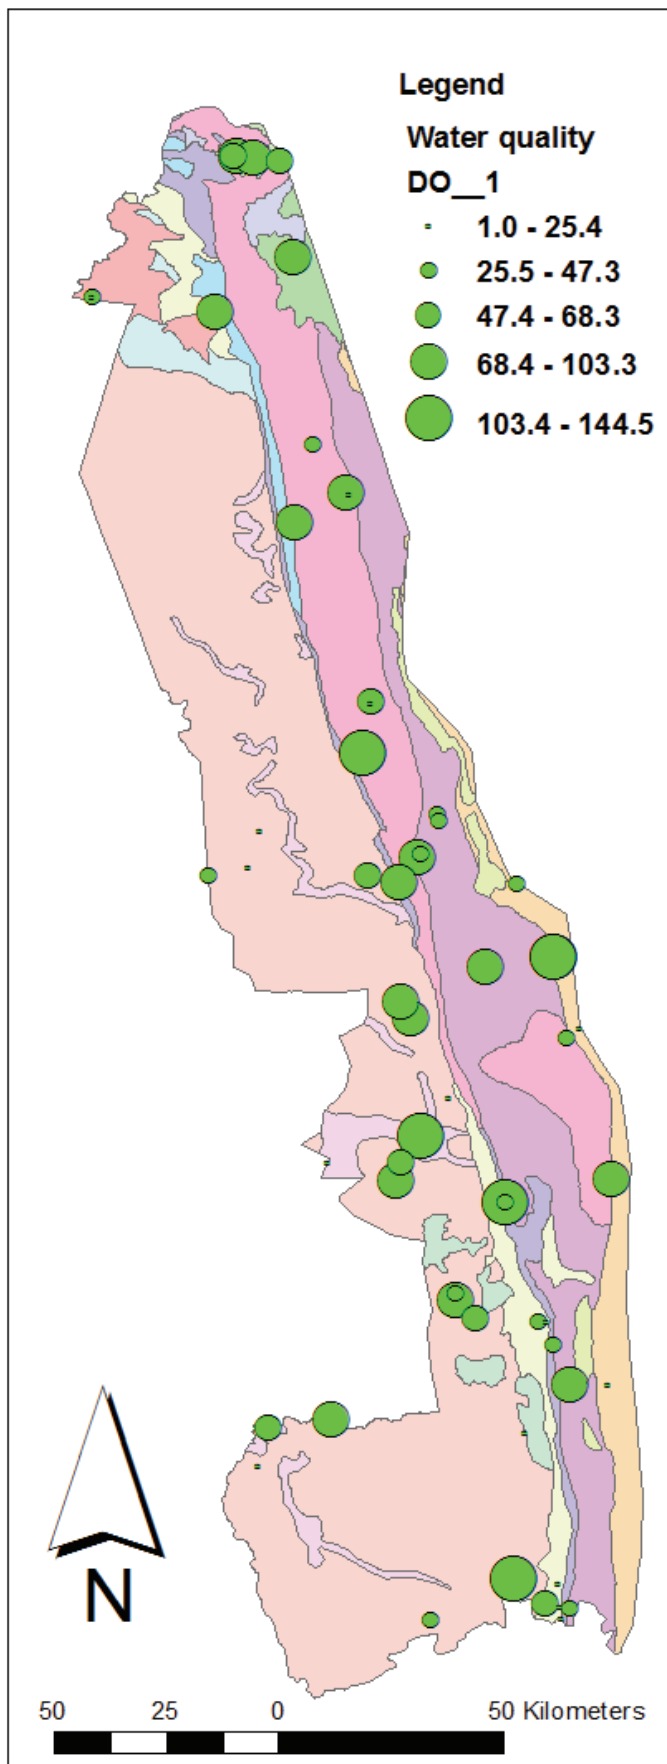 Legend
Water quality
DO__1
1.0 - 25.4
25.5 - 47.3
47.4 - 68.3
68.4 - 103.3
103.4 - 144.5
N
50 25 0 50 Kilometers